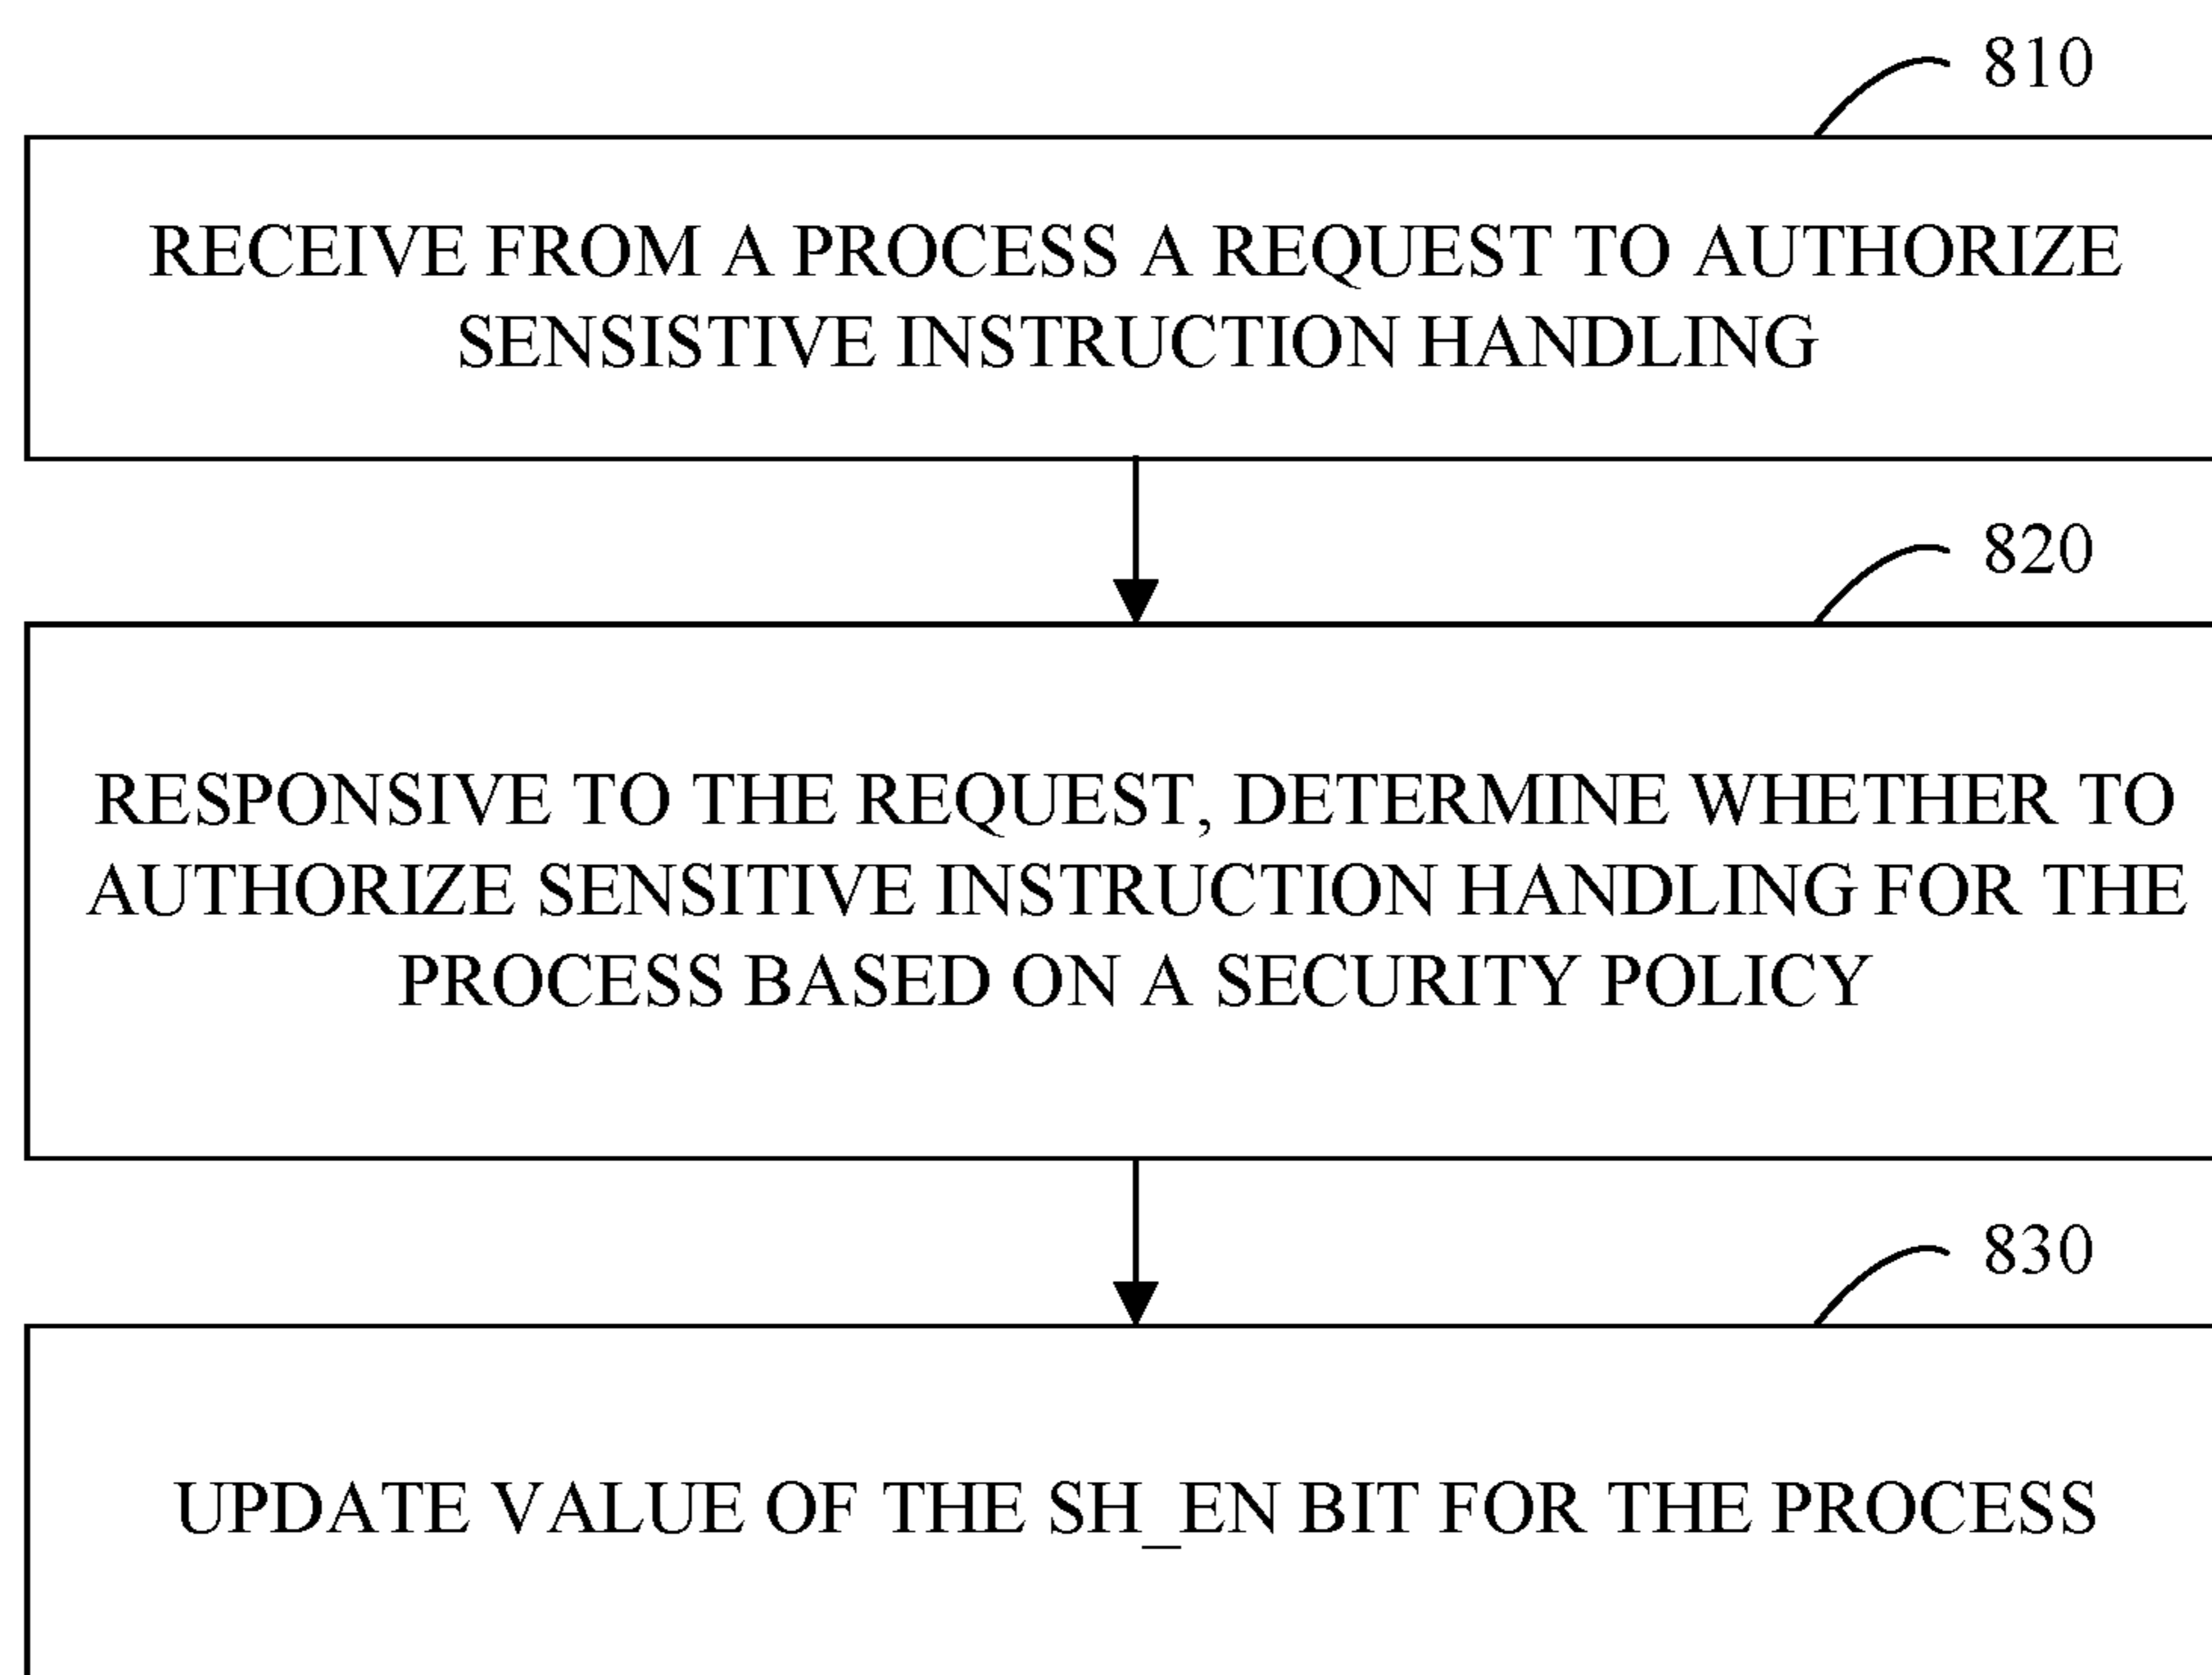 810
RECEIVE FROM A PROCESS A REQUEST TO AUTHORIZE
SENSISTIVE INSTRUCTION HANDLING
820
RESPONSIVE TO THE REQUEST, DETERMINE WHETHER TO
AUTHORIZE SENSITIVE INSTRUCTION HANDLING FOR THE
PROCESS BASED ON A SECURITY POLICY
830
UPDATE VALUE OF THE SH_EN BIT FOR THE PROCESS